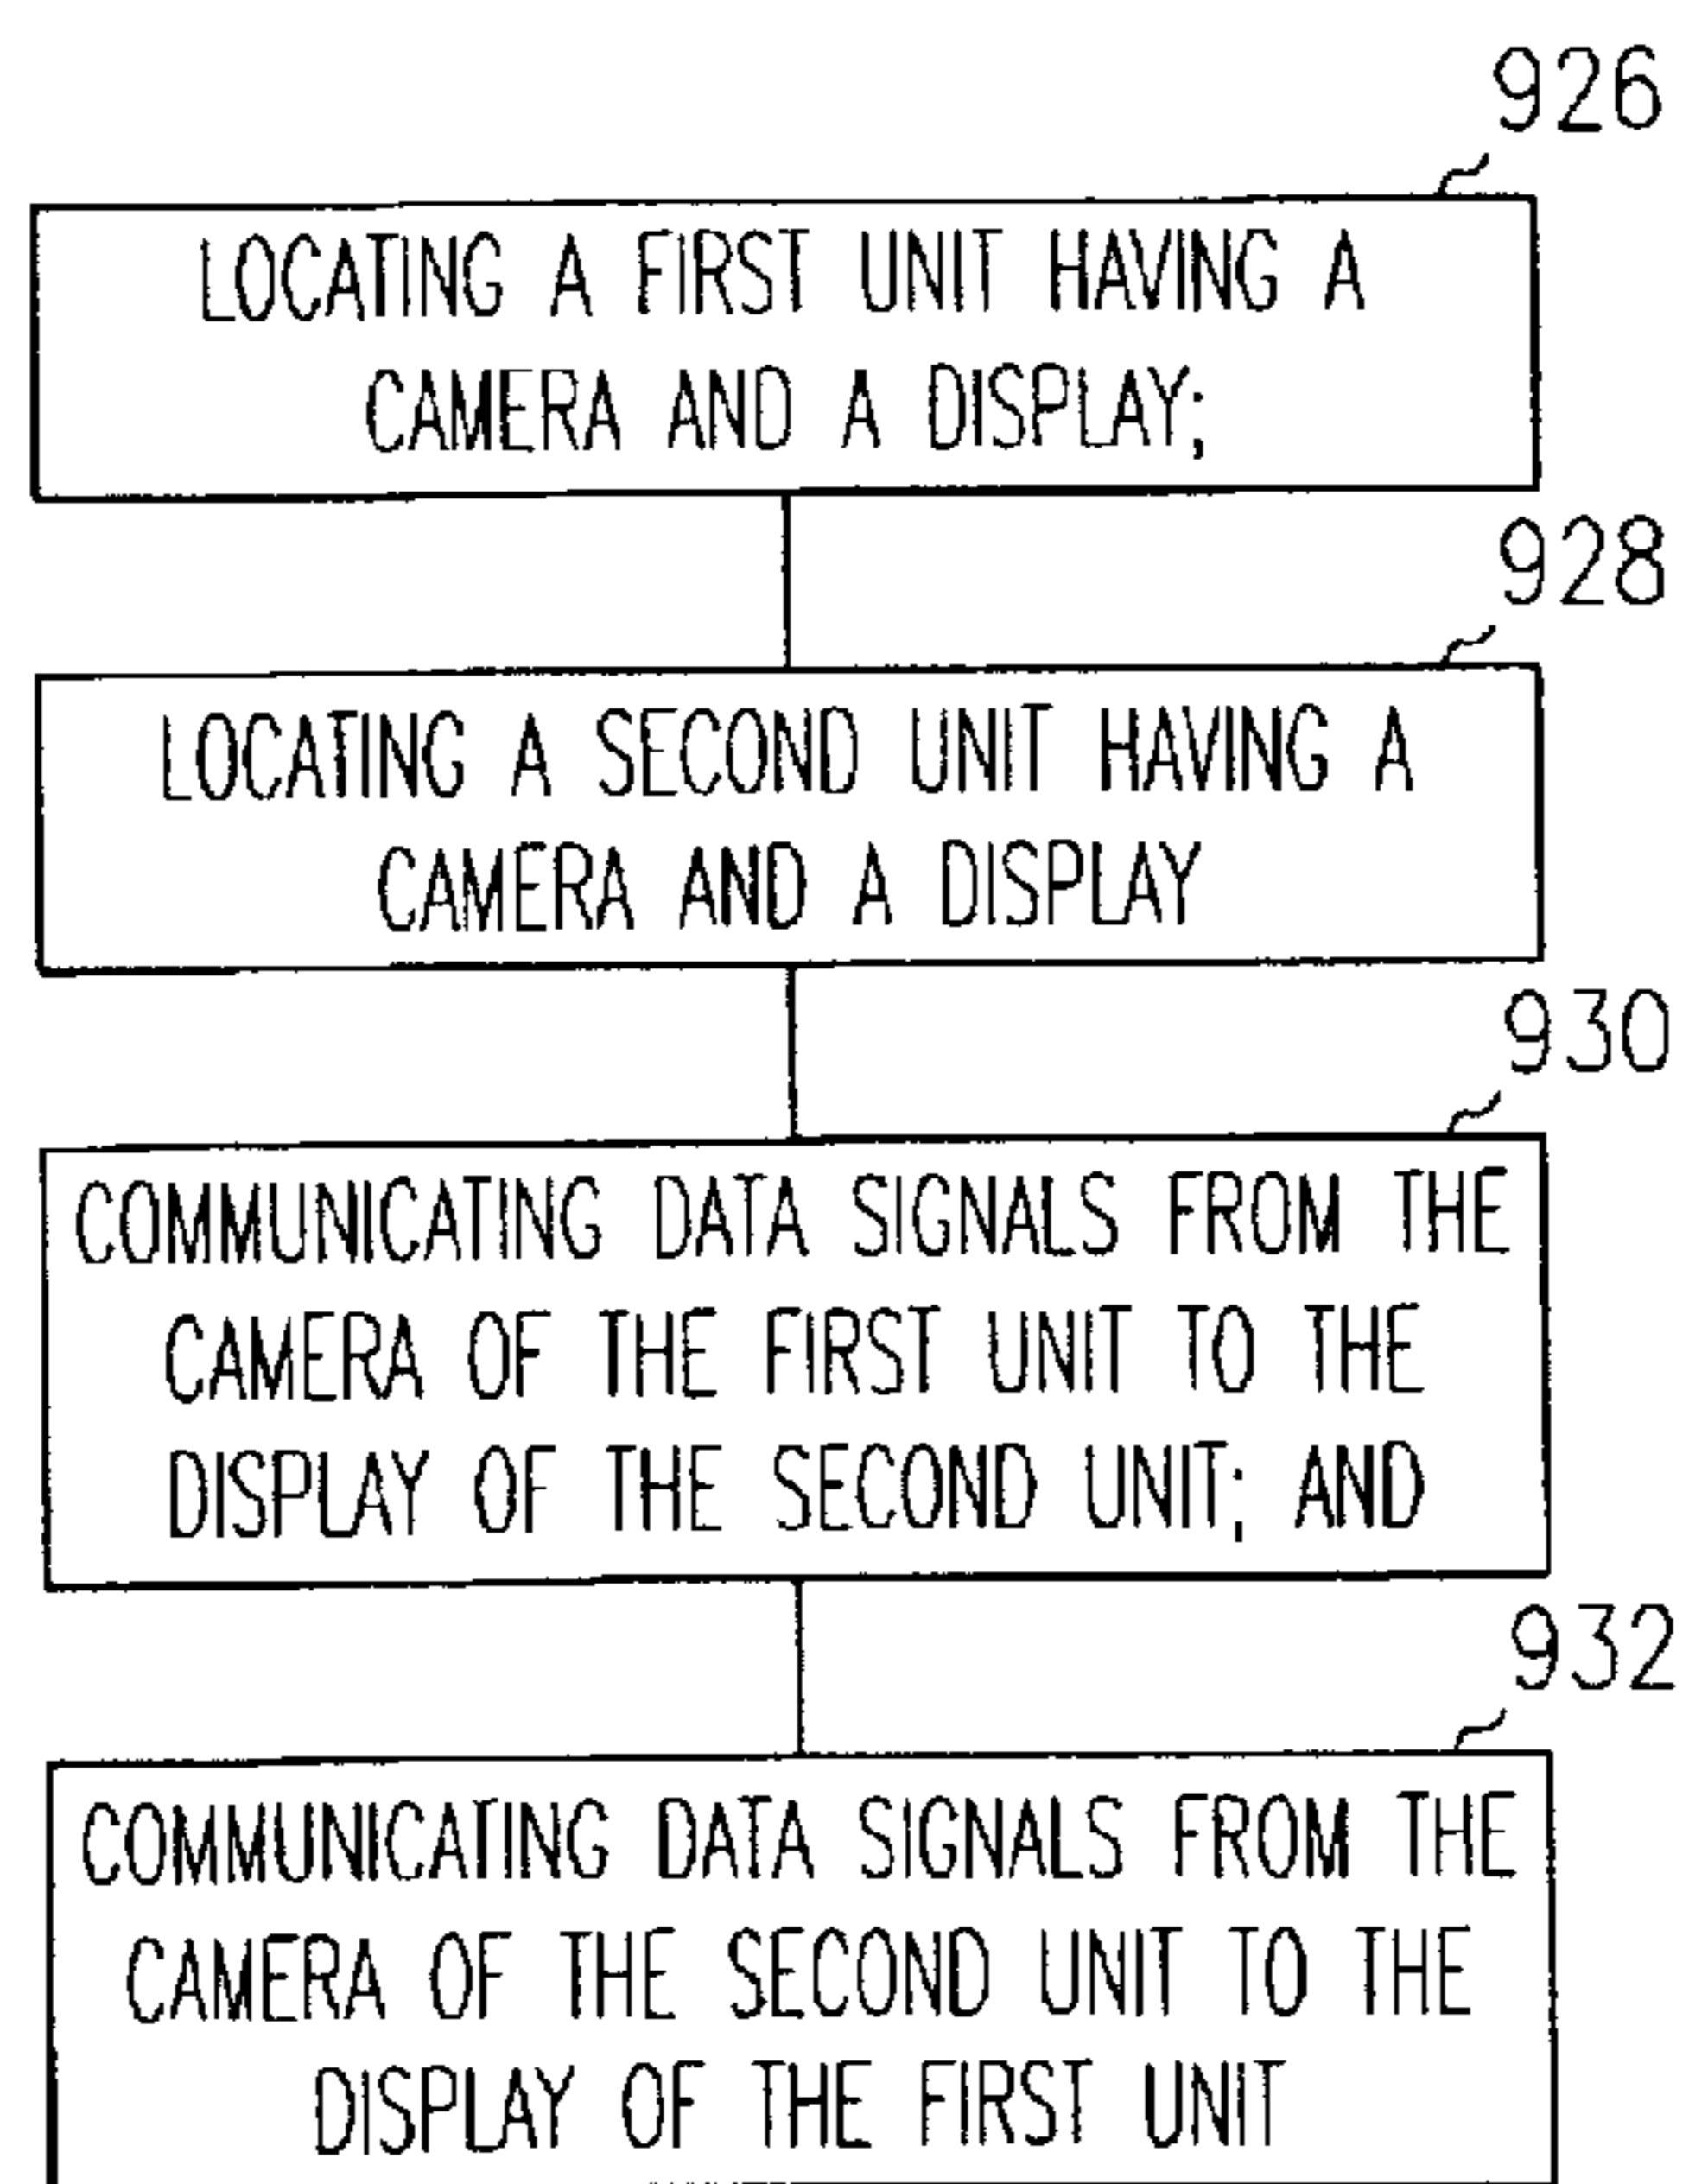 926
LOCATING A FIRST UNIT HAVING A
CAMERA AND A DISPLAY;
928
LOCATING A SECOND UNIT HAVING A
CAMERA AND A DISPLAY
930
COMMUNICATING DATA SIGNALS FROM THE
CAMERA OF THE FIRST UNIT TO THE
DISPLAY OF THE SECOND UNIT; AND
932
COMMUNICATING DATA SIGNALS FROM THE
CAMERA OF THE SECOND UNIT TO THE
DISPLAY OF THE FIRST UNIT